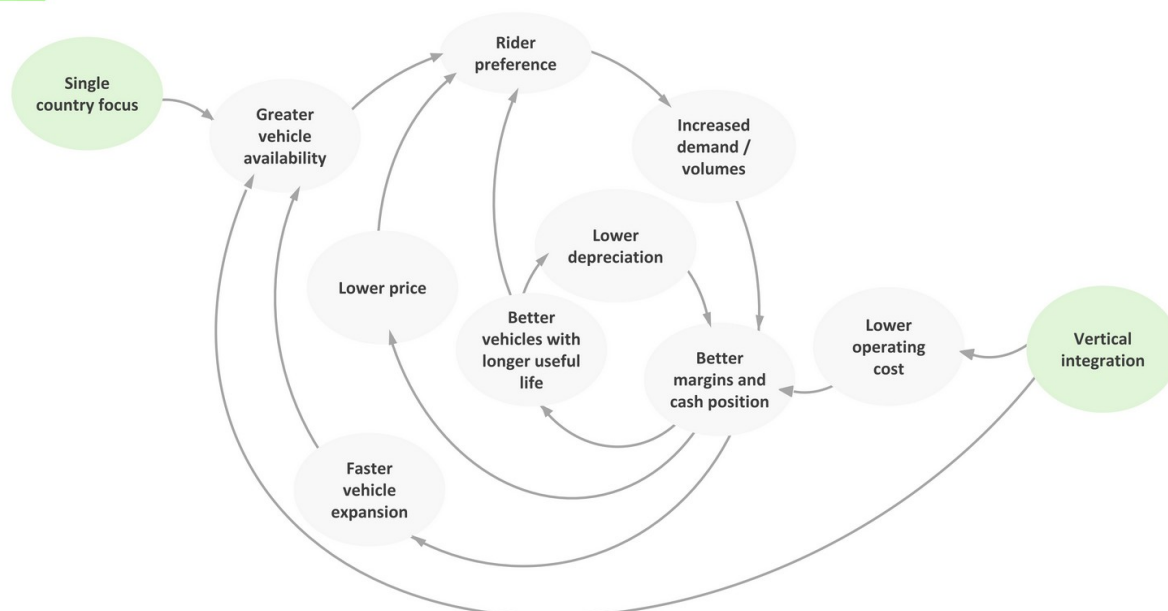 Single
country focus
Greater
vehicle
availability
Rider
preference
Increased
demand /
volumes
Lower
depreciation
Lower price
Better
vehicles with
longer useful
life
Better
margins and
cash position
Lower
operating
cost
Vertical
integration
Faster
vehicle
expansion